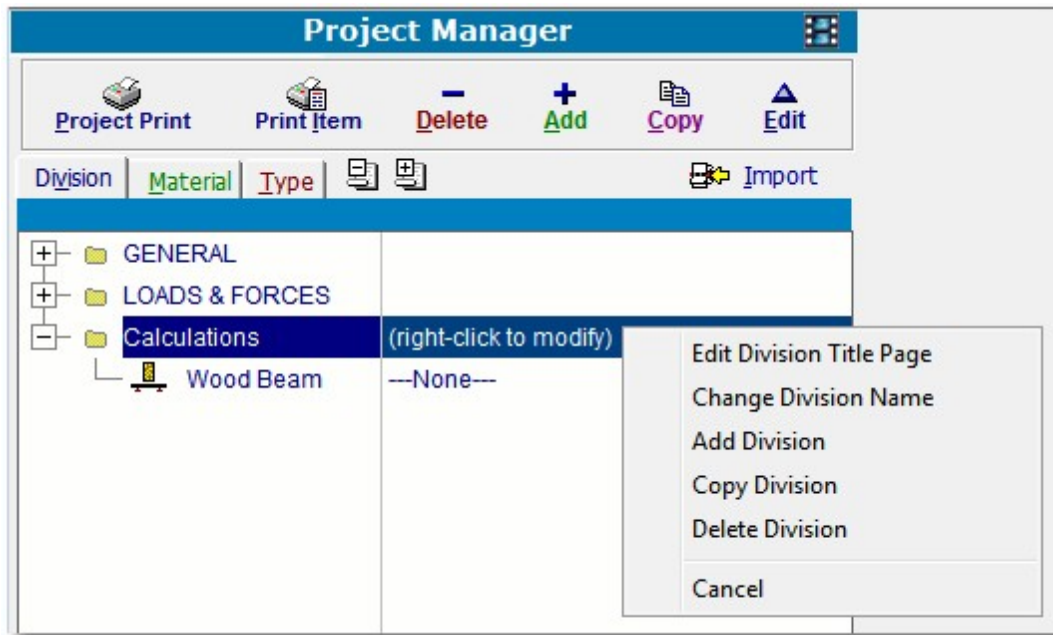 Project Manager
Project Print Print Item Delete Add Copy Edit
Division Material Type Import
GENERAL
LOADS & FORCES
Calculations (right-click to modify)
Wood Beam ---None---
Edit Division Title Page
Change Division Name
Add Division
Copy Division
Delete Division
Cancel